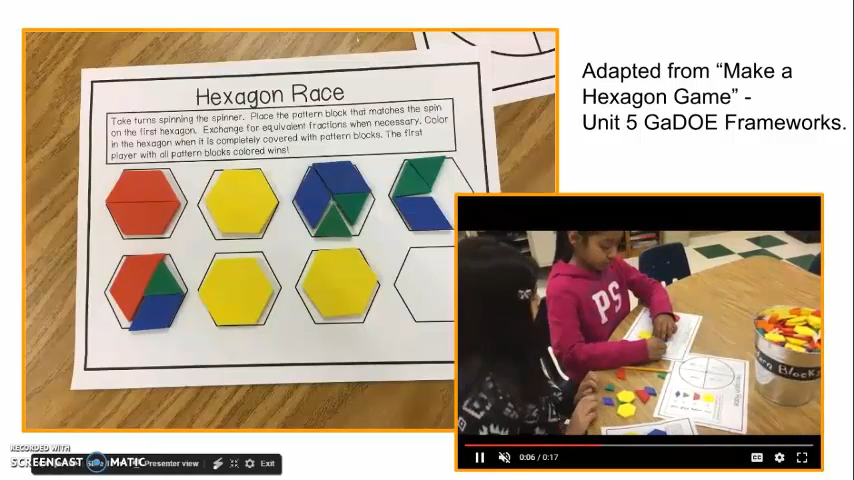 Hexagon Race
Take turns spinning the spinner. Place the pattern block that matches the spin
on the first hexagon. Exchange for equivalent fractions when necessary. Color
in the hexagon when it is completely covered with pattern blocks. The first
player with all pattern blocks colored wins!
Adapted from “Make a
Hexagon Game” -
Unit 5 GaDOE Frameworks.
PS
Hexagon Race
0:06 / 0:17
CC
RECORDED WITH
SCREENCAST MATIC
Presenter view
Exit